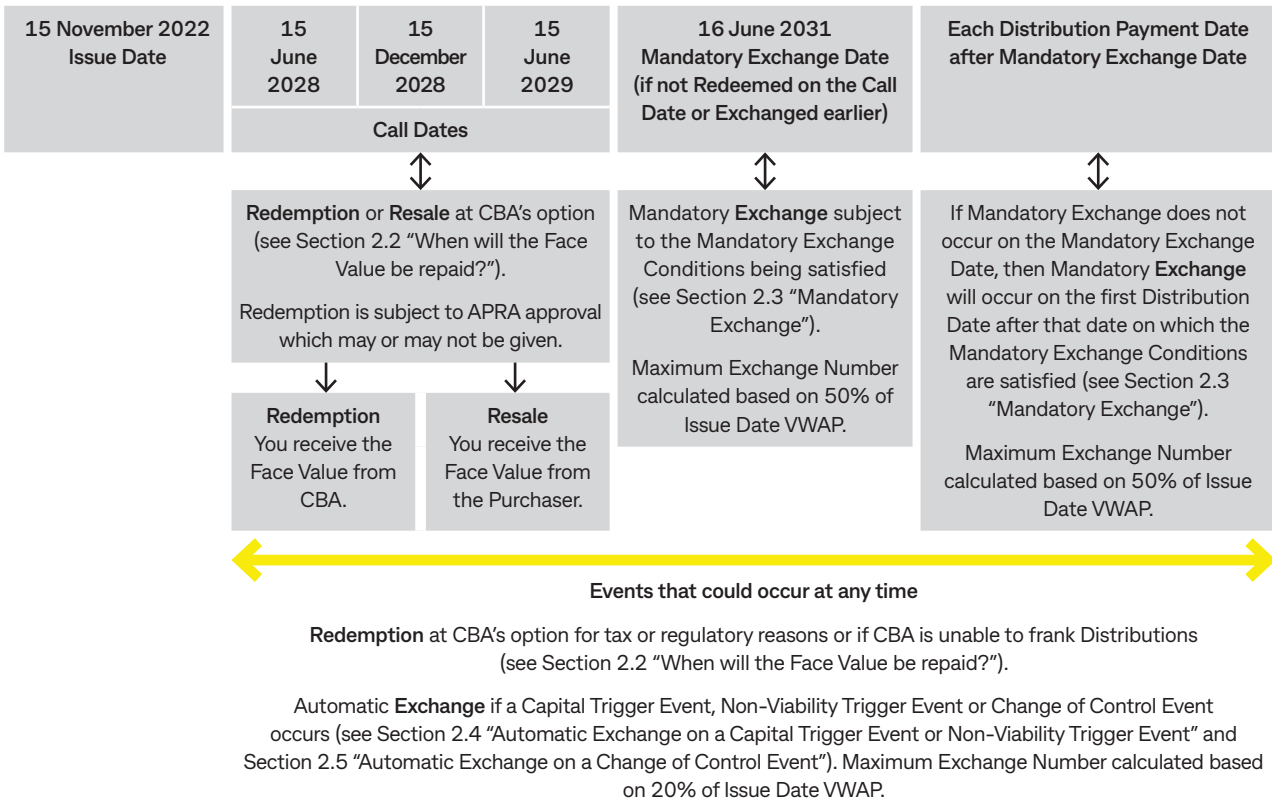 15 November 2022
Issue Date
15
June
2028
15
December
2028
15
June
2029
Call Dates
16 June 2031
Mandatory Exchange Date
(if not Redeemed on the Call
Date or Exchanged earlier)
Each Distribution Payment Date
after Mandatory Exchange Date
Redemption or Resale at CBA's option
(see Section 2.2 “When will the Face
Value be repaid?”).
Redemption is subject to APRA approval
which may or may not be given.
Redemption
You receive the
Face Value from
CBA.
Resale
You receive the
Face Value from
the Purchaser.
Mandatory Exchange subject
to the Mandatory Exchange
Conditions being satisfied
(see Section 2.3 “Mandatory
Exchange”).
Maximum Exchange Number
calculated based on 50% of
Issue Date VWAP.
If Mandatory Exchange does not
occur on the Mandatory Exchange
Date, then Mandatory Exchange
will occur on the first Distribution
Date after that date on which the
Mandatory Exchange Conditions
are satisfied (see Section 2.3
“Mandatory Exchange”).
Maximum Exchange Number
calculated based on 50% of Issue
Date VWAP.
Events that could occur at any time
Redemption at CBA's option for tax or regulatory reasons or if CBA is unable to frank Distributions
(see Section 2.2 “When will the Face Value be repaid?”).
Automatic Exchange if a Capital Trigger Event, Non-Viability Trigger Event or Change of Control Event
occurs (see Section 2.4 “Automatic Exchange on a Capital Trigger Event or Non-Viability Trigger Event” and
Section 2.5 “Automatic Exchange on a Change of Control Event”). Maximum Exchange Number calculated based
on 20% of Issue Date VWAP.